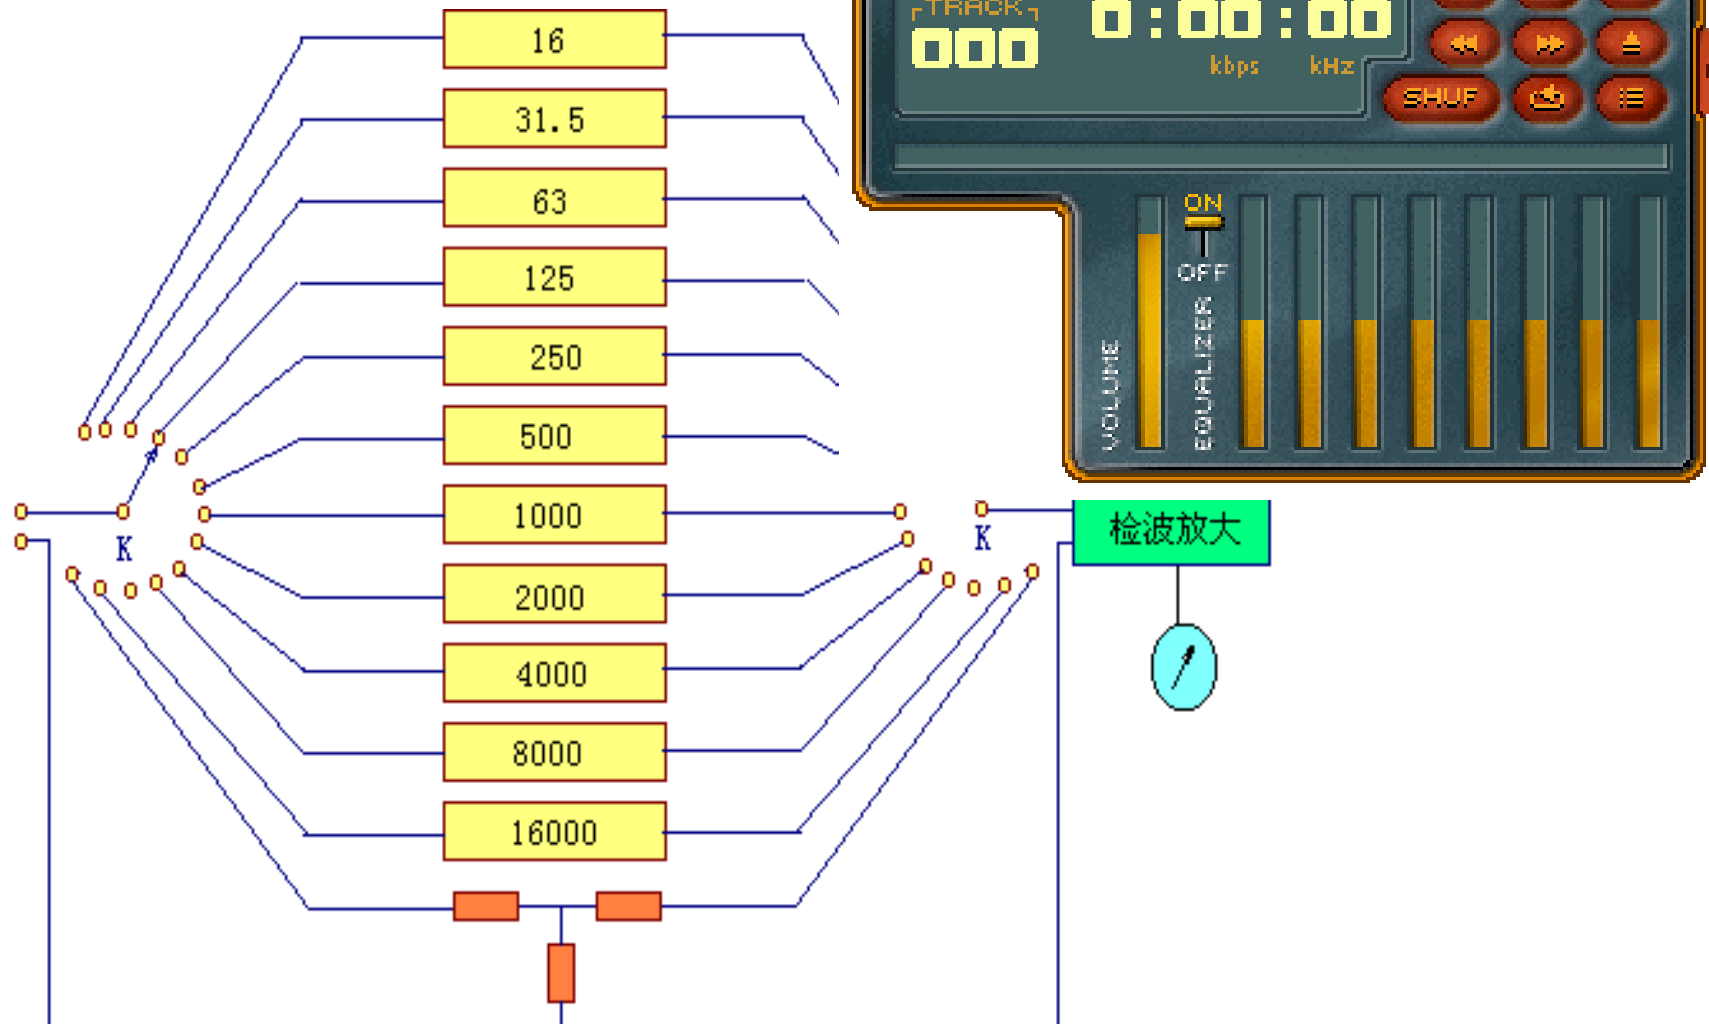 16
31.5
63
125
250
500
1000
2000
4000
8000
16000
K
K
检波放大
TRACK
000
0:00:00
kbps kHz
SHUF
ON
OFF
VOLUME
EQUALIZER